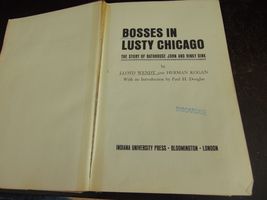 BOSSES IN
LUSTY CHICAGO
THE STORY OF BATHHOUSE JOHN AND HINKY DINK
by
LLOYD WENDT and HERMAN KOGAN
With an Introduction by Paul H. Douglas
INDIANA UNIVERSITY PRESS • BLOOMINGTON • LONDON